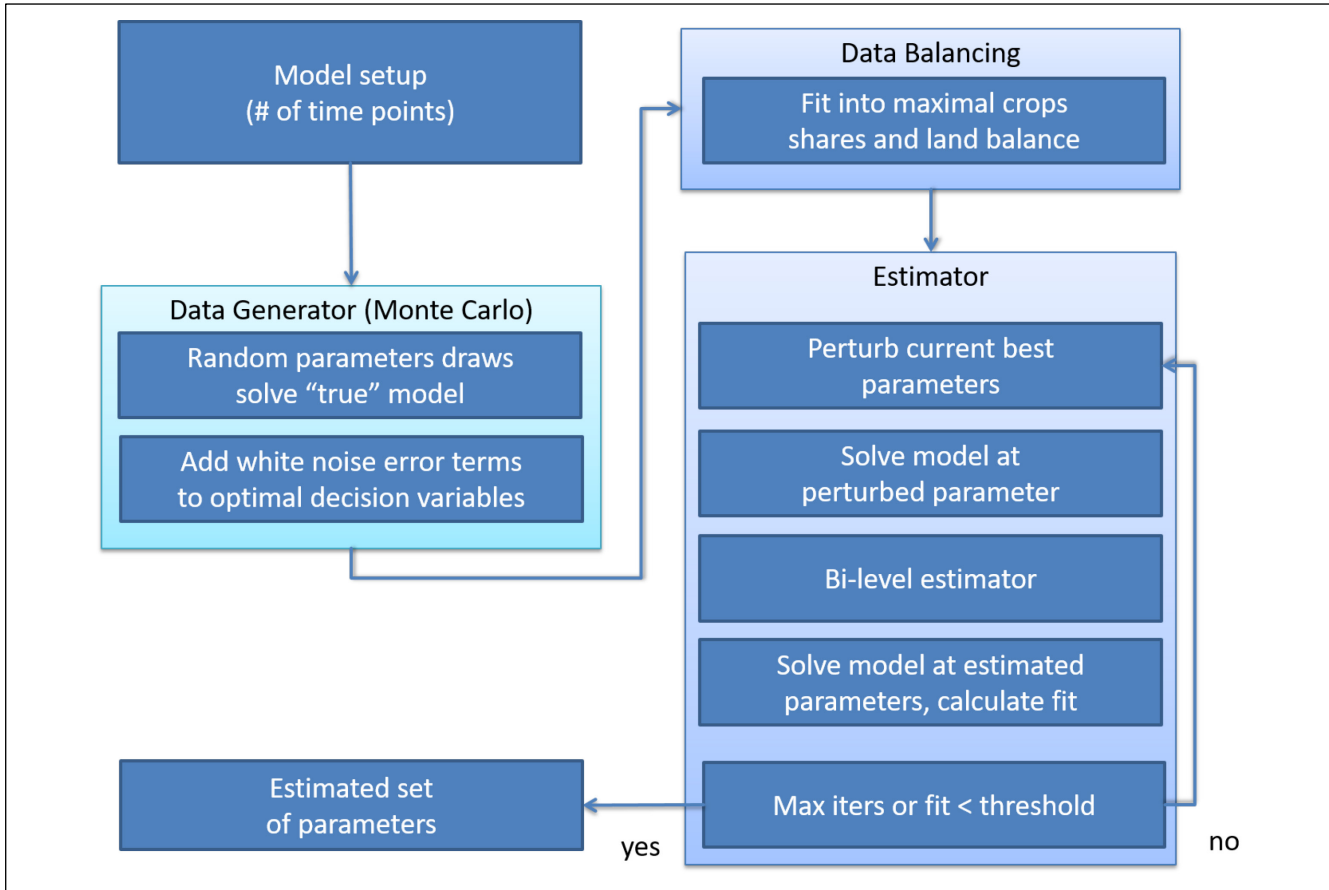 Model setup
(# of time points)
Data Generator (Monte Carlo)
Random parameters draws
solve “true” model
Add white noise error terms
to optimal decision variables
Data Balancing
Fit into maximal crops
shares and land balance
Estimator
Perturb current best
parameters
Solve model at
perturbed parameter
Bi-level estimator
Solve model at estimated
parameters, calculate fit
Max iters or fit < threshold
no
yes
Estimated set
of parameters